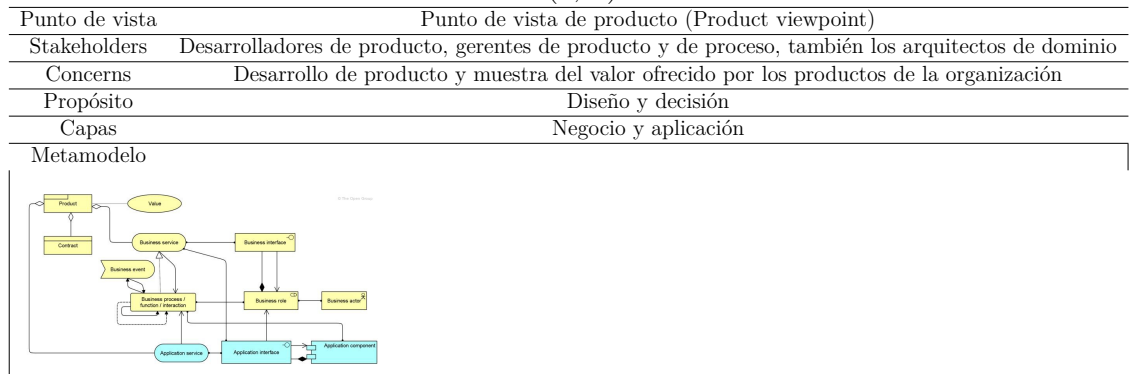 Punto de vista Punto de vista de producto (Product viewpoint)
Stakeholders Desarrolladores de producto, gerentes de producto y de proceso, también los arquitectos de dominio
Concerns Desarrollo de producto y muestra del valor ofrecido por los productos de la organización
Propósito Diseño y decisión
Capas Negocio y aplicación
Metamodelo
© The Open Group
Product
Value
Contract
Business service
Business interface
Business event
Business process /
function / interaction
Business role
Business actor
Application service
Application interface
Application component